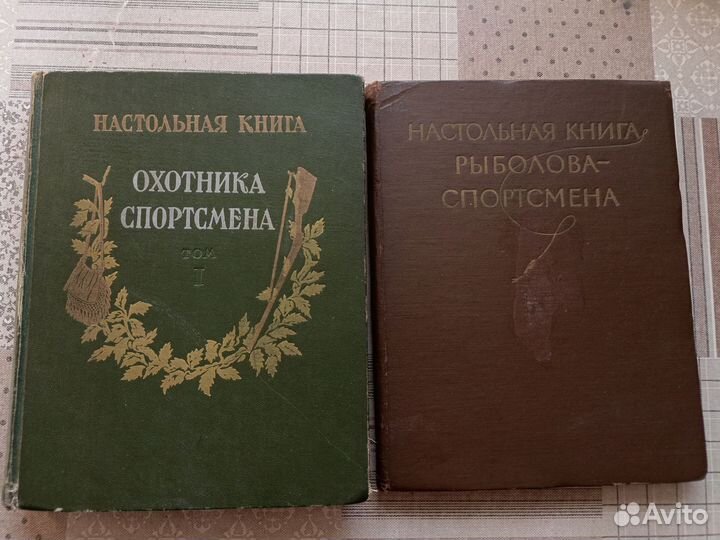 НАСТОЛЬНАЯ КНИГА
ОХОТНИКА
СПОРТСМЕНА
ТОМ
I
НАСТОЛЬНАЯ КНИГА
РЫБОЛОВА-
СПОРТСМЕНА
Avito